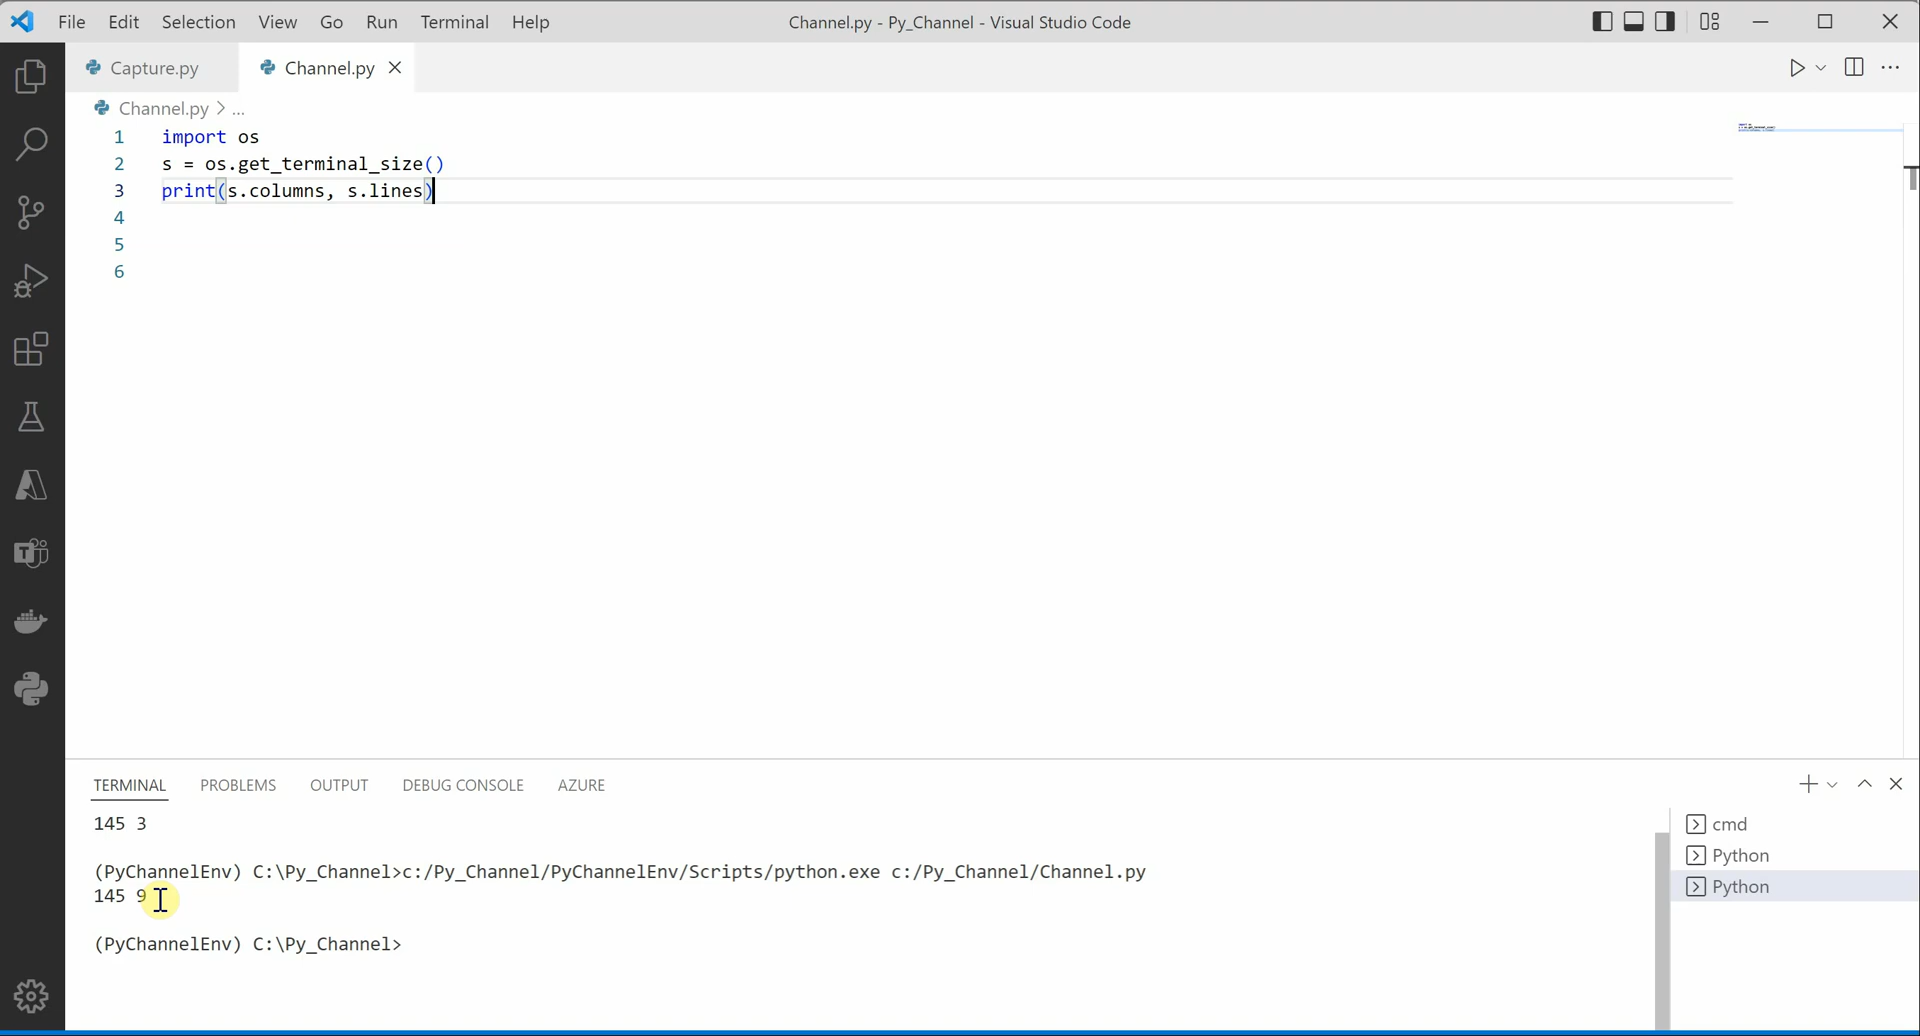 File Edit Selection View Go Run Terminal Help
Channel.py - Py_Channel - Visual Studio Code
Capture.py
Channel.py
Channel.py > ...
1 import os
2 s = os.get_terminal_size()
3 print(s.columns, s.lines)
4
5
6
TERMINAL PROBLEMS OUTPUT DEBUG CONSOLE AZURE
145 3
(PyChannelEnv) C:\Py_Channel>c:/Py_Channel/PyChannelEnv/Scripts/python.exe c:/Py_Channel/Channel.py
145 9
(PyChannelEnv) C:\Py_Channel>
cmd
Python
Python